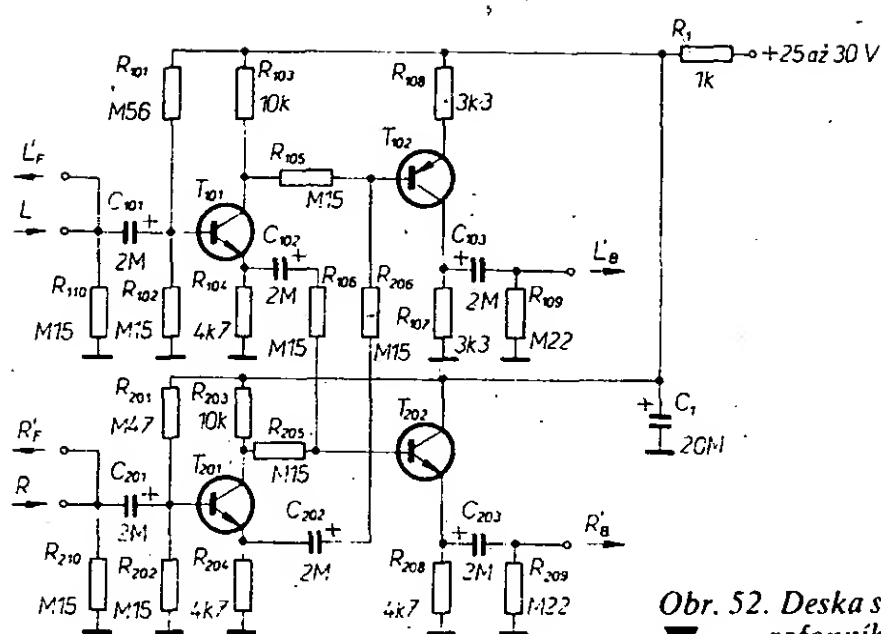 R₁
+25 až 30 V
1k
R₁₀₁
M56
R₁₀₃
10k
R₁₀₈
3k3
T₁₀₂
R₁₀₅
M15
L'F
L
C₁₀₁
+
2M
T₁₀₁
C₁₀₂
+
2M
R₁₀₆
M15
R₂₀₆
M15
C₁₀₃
+
2M
L'B
R₁₁₀
M15
R₁₀₂
M15
R₁₀₄
4k7
R₁₀₇
3k3
R₁₀₉
M22
R₂₀₁
M47
R₂₀₃
10k
R₂₀₅
M15
T₂₀₂
+
C₁
20M
R'F
R
C₂₀₁
+
2M
T₂₀₁
C₂₀₂
+
2M
C₂₀₃
+
2M
R'B
R₂₁₀
M15
R₂₀₂
M15
R₂₀₄
4k7
R₂₀₈
4k7
R₂₀₉
M22
Obr. 52. Deska s